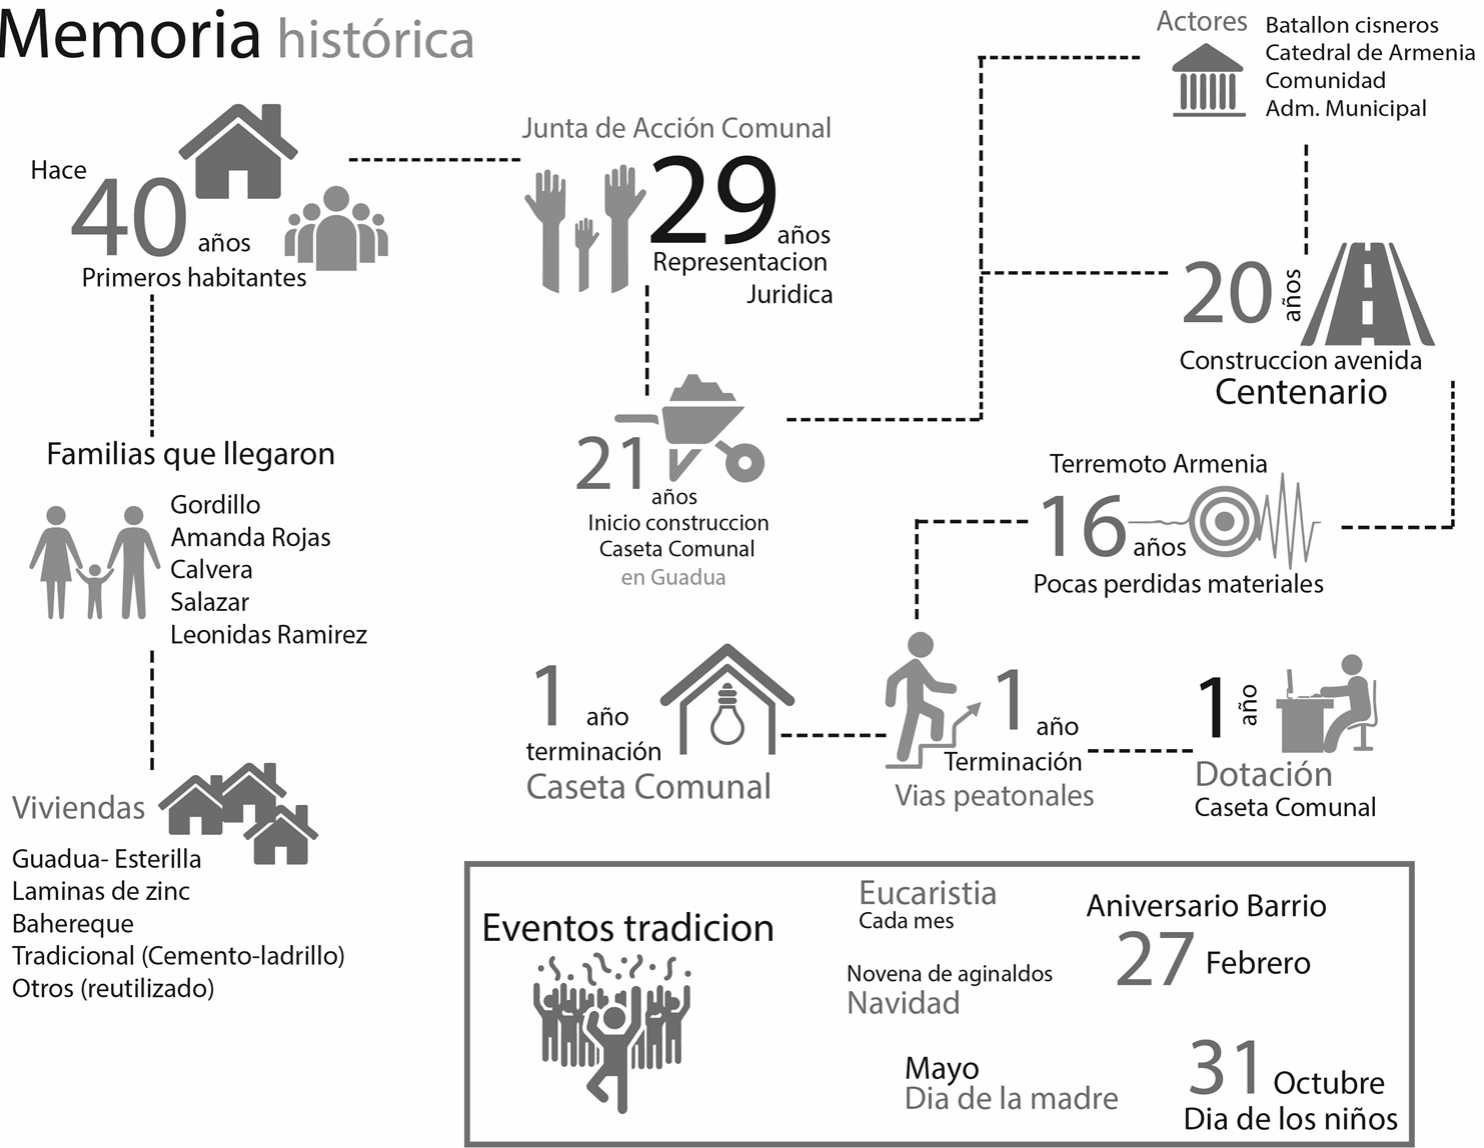 Memoria histórica
Hace
40
años
Primeros habitantes
Familias que llegaron
Gordillo
Amanda Rojas
Calvera
Salazar
Leonidas Ramirez
Viviendas
Guadua- Esterilla
Laminas de zinc
Bahereque
Tradicional (Cemento-ladrillo)
Otros (reutilizado)
Junta de Acción Comunal
29
años
Representacion
Juridica
21
años
Inicio construccion
Caseta Comunal
en Guadua
Actores
Batallon cisneros
Catedral de Armenia
Comunidad
Adm. Municipal
20
años
Construccion avenida
Centenario
Terremoto Armenia
16
años
Pocas perdidas materiales
1
año
terminación
Caseta Comunal
1
año
Terminación
Vias peatonales
1
año
Dotación
Caseta Comunal
Eventos tradicion
Eucaristia
Cada mes
Novena de aginaldos
Navidad
Mayo
Dia de la madre
Aniversario Barrio
27 Febrero
31 Octubre
Dia de los niños